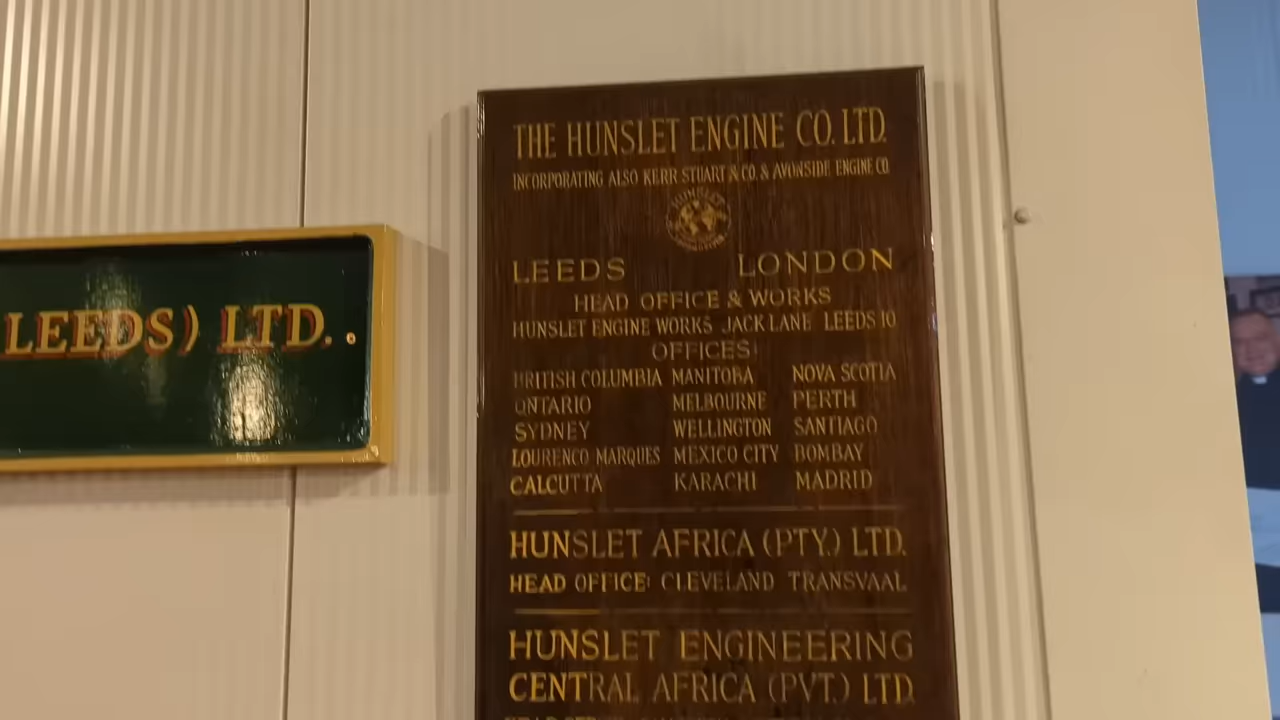 LEEDS) LTD.
THE HUNSLET ENGINE CO. LTD.
INCORPORATING ALSO KERR STUART & CO. & AVONSIDE ENGINE CO.
HUNSLET
LEEDS LONDON
HEAD OFFICE & WORKS
HUNSLET ENGINE WORKS JACK LANE LEEDS 10
OFFICES:
BRITISH COLUMBIA MANITOBA NOVA SCOTIA
ONTARIO MELBOURNE PERTH
SYDNEY WELLINGTON SANTIAGO
LOURENCO MARQUES MEXICO CITY BOMBAY
CALCUTTA KARACHI MADRID
HUNSLET AFRICA (PTY.) LTD.
HEAD OFFICE: CLEVELAND TRANSVAAL
HUNSLET ENGINEERING
CENTRAL AFRICA (PVT.) LTD.